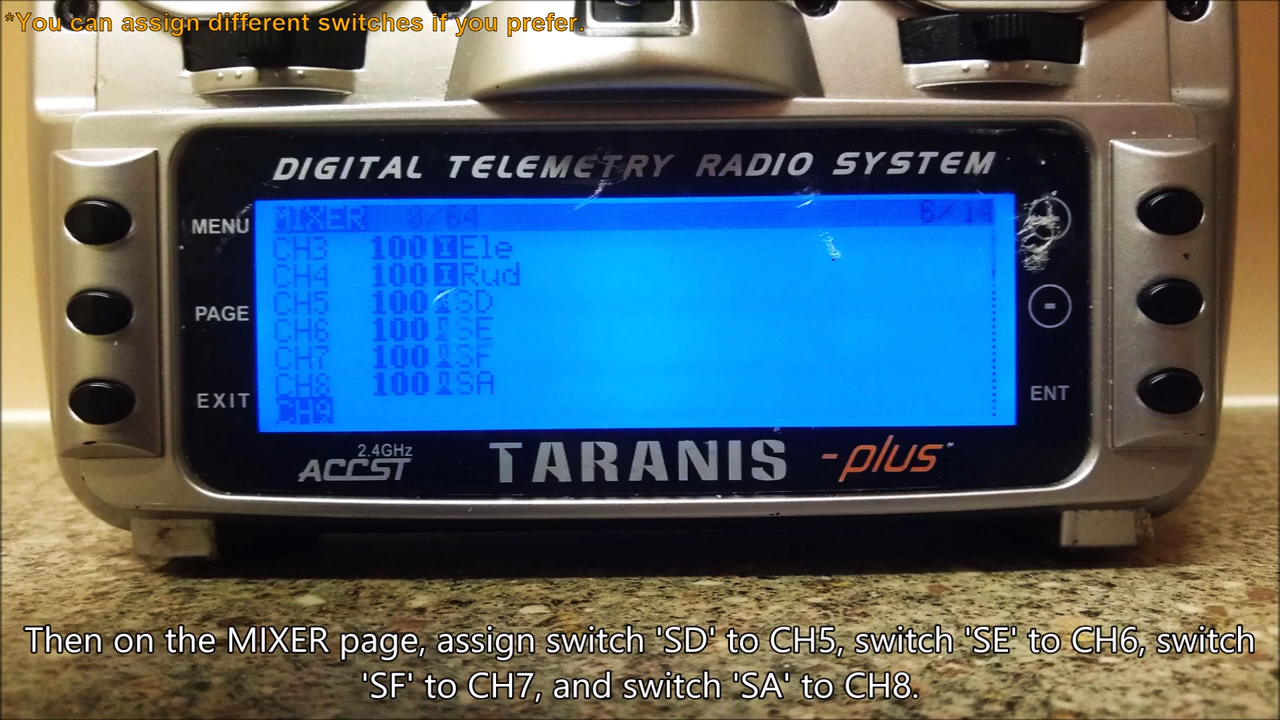 *You can assign different switches if you prefer.
DIGITAL TELEMETRY RADIO SYSTEM
MENU
PAGE
EXIT
MIXER 8/64 6/14
CH3 100 I Ele
CH4 100 I Rud
CH5 100 SD
CH6 100 SE
CH7 100 SF
CH8 100 SA
CH9
+
-
ENT
2.4GHz
ACCST
TARANIS -plus
Then on the MIXER page, assign switch 'SD' to CH5, switch 'SE' to CH6, switch
'SF' to CH7, and switch 'SA' to CH8.